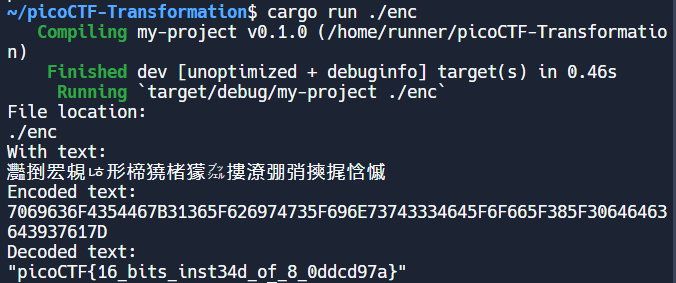 ~/picoCTF-Transformation$ cargo run ./enc
Compiling my-project v0.1.0 (/home/runner/picoCTF-Transformatio
n)
Finished dev [unoptimized + debuginfo] target(s) in 0.46s
Running `target/debug/my-project ./enc`
File location:
./enc
With text:
灩捯䍔䙻ㄶ形楴獟楮獴㌴摟潦弸弰摤捤㤷慽
Encoded text:
7069636F4354467B31365F626974735F696E73743334645F6F665F385F30646463
643937617D
Decoded text:
"picoCTF{16_bits_inst34d_of_8_0ddcd97a}"